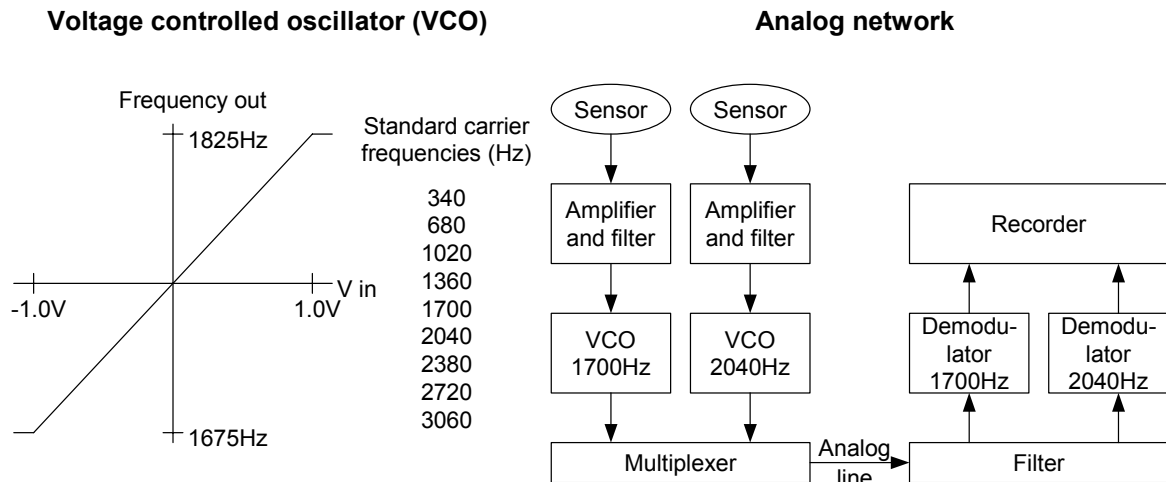 Voltage controlled oscillator (VCO)
Frequency out
1825Hz
-1.0V
1.0V
V in
1675Hz
Standard carrier
frequencies (Hz)
340
680
1020
1360
1700
2040
2380
2720
3060
Analog network
Sensor
Sensor
Amplifier
and filter
Amplifier
and filter
VCO
1700Hz
VCO
2040Hz
Multiplexer
Analog
line
Recorder
Demodu-
lator
1700Hz
Demodu-
lator
2040Hz
Filter